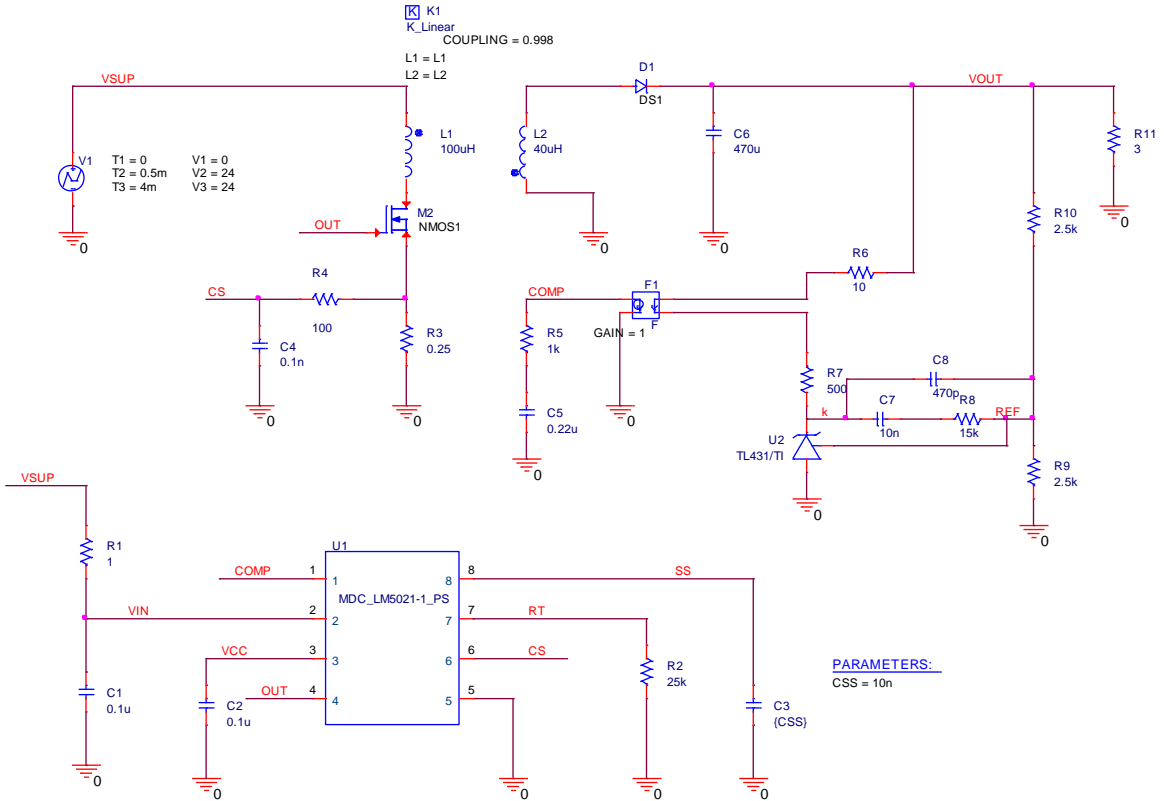 K K1
K_Linear
COUPLING = 0.998
L1 = L1
L2 = L2
VSUP
D1
DS1
VOUT
V1
T1 = 0 V1 = 0
T2 = 0.5m V2 = 24
T3 = 4m V3 = 24
0
L1
100uH
L2
40uH
C6
470u
R11
3
0
M2
NMOS1
OUT
0
0
R10
2.5k
CS
R4
100
C4
0.1n
0
R3
0.25
0
COMP
R5
1k
C5
0.22u
0
F1
F
GAIN = 1
0
R6
10
R7
500
C8
470p
k
C7
10n
R8
15k
REF
U2
TL431/TI
0
R9
2.5k
0
VSUP
R1
1
VIN
C1
0.1u
0
VCC
C2
0.1u
0
U1
MDC_LM5021-1_PS
COMP 1 1
2 2
3 3
OUT 4 4
8 8 SS
7 7 RT
6 6 CS
5 5
0
R2
25k
0
C3
{CSS}
0
PARAMETERS:
CSS = 10n